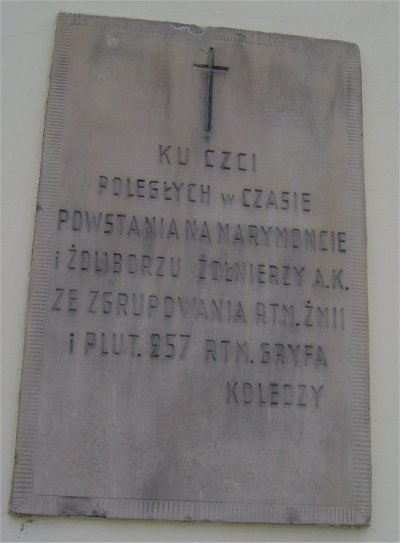 KU CZCI
POLEGŁYCH w CZASIE
POWSTANIA NA MARYMONCIE
i ŻOLIBORZU ŻOŁNIERZY A.K.
ZE ZGRUPOWANIA RTM. ŻMII
i PLUT. 257 RTM. GRYFA
KOLEDZY